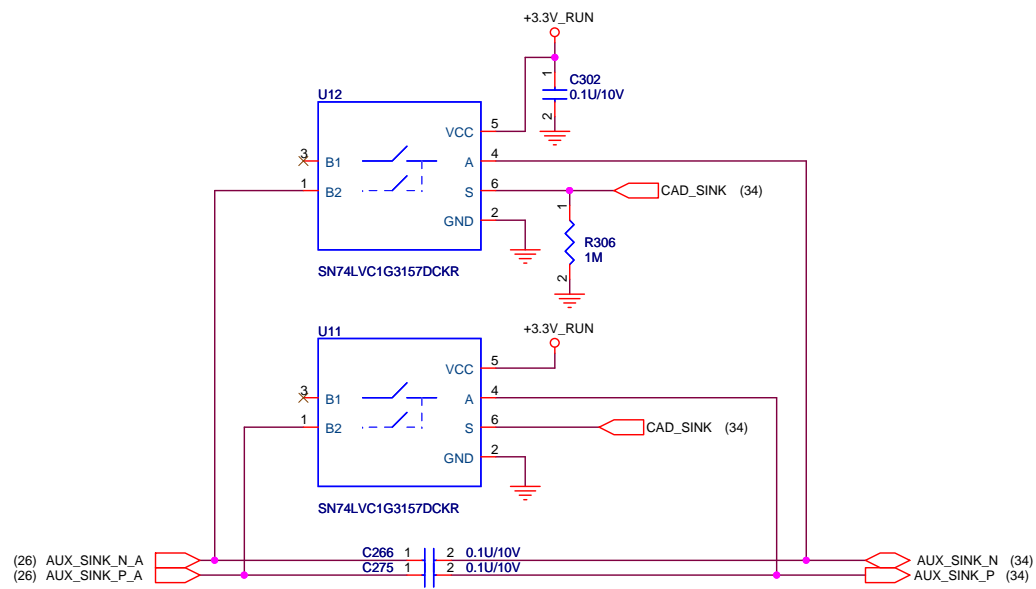 +3.3V_RUN
1
C302
0.1U/10V
2
U12
VCC 5
3 B1
A 4
1 B2
S 6
CAD_SINK (34)
GND 2
1
R306
1M
2
SN74LVC1G3157DCKR
+3.3V_RUN
U11
VCC 5
3 B1
A 4
1 B2
S 6
CAD_SINK (34)
GND 2
SN74LVC1G3157DCKR
(26) AUX_SINK_N_A
C266 1 2 0.1U/10V
AUX_SINK_N (34)
(26) AUX_SINK_P_A
C275 1 2 0.1U/10V
AUX_SINK_P (34)